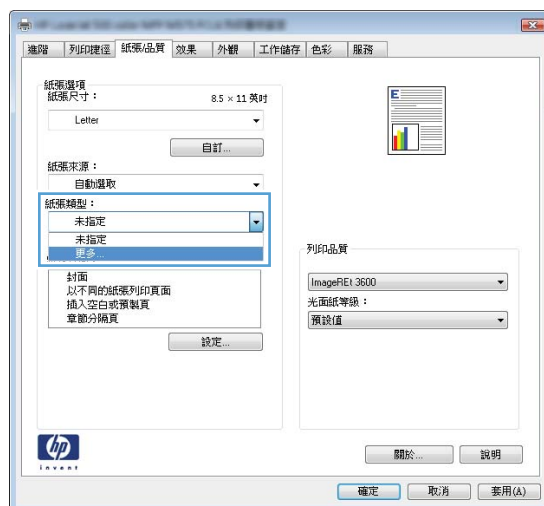 進階 列印捷徑 紙張/品質 效果 外觀 工作儲存 色彩 服務
紙張選項
紙張尺寸： 8.5 × 11 英吋
Letter
自訂...
紙張來源：
自動選取
紙張類型：
未指定
未指定
更多...
封面
以不同的紙張列印頁面
插入空白或預製頁
章節分隔頁
設定...
E
列印品質
ImageREt 3600
光面紙等級：
預設值
hp
invent
關於... 說明
確定 取消 套用(A)